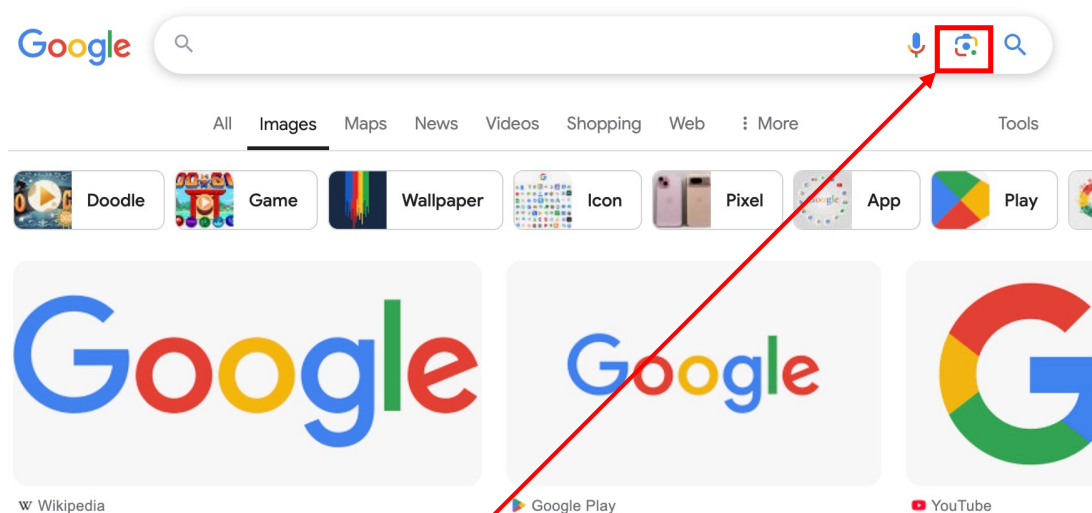 Google
All Images Maps News Videos Shopping Web More Tools
Doodle Game Wallpaper Icon Pixel App Play
Google Google G
W Wikipedia Google Play YouTube